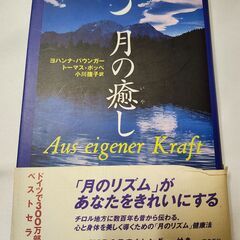 月の癒し
いや
ヨハンナ・パウンガー
トーマス・ポッペ
小川捷子訳
Aus eigener Kraft
「月のリズム」が
あなたをきれいにする
チロル地方に数百年も昔から伝わる、
心と身体を美しく導くための「月のリズム」健康法
ドイツで300万部
ベストセラ